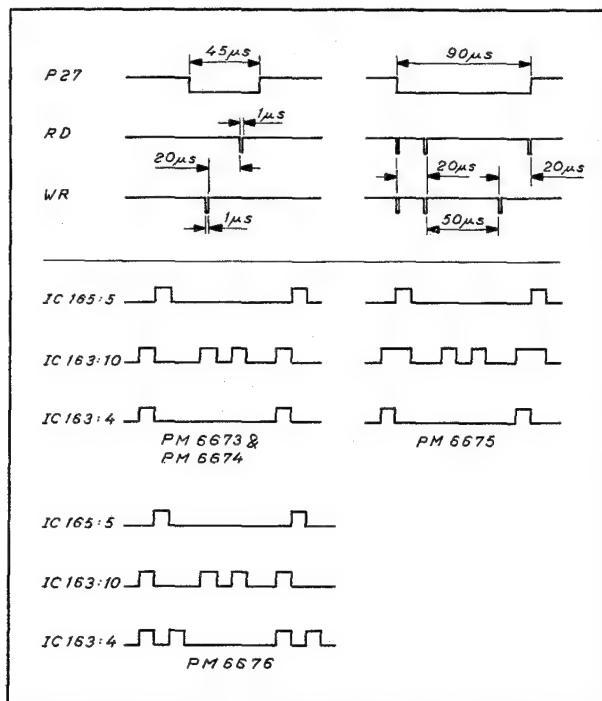 45μs
90μs
P27
1μs
RD
20μs
20μs
20μs
WR
1μs
50μs
IC 165:5
IC 163:10
IC 163:4
PM 6673 &
PM 6674
PM 6675
IC 165:5
IC 163:10
IC 163:4
PM 6676